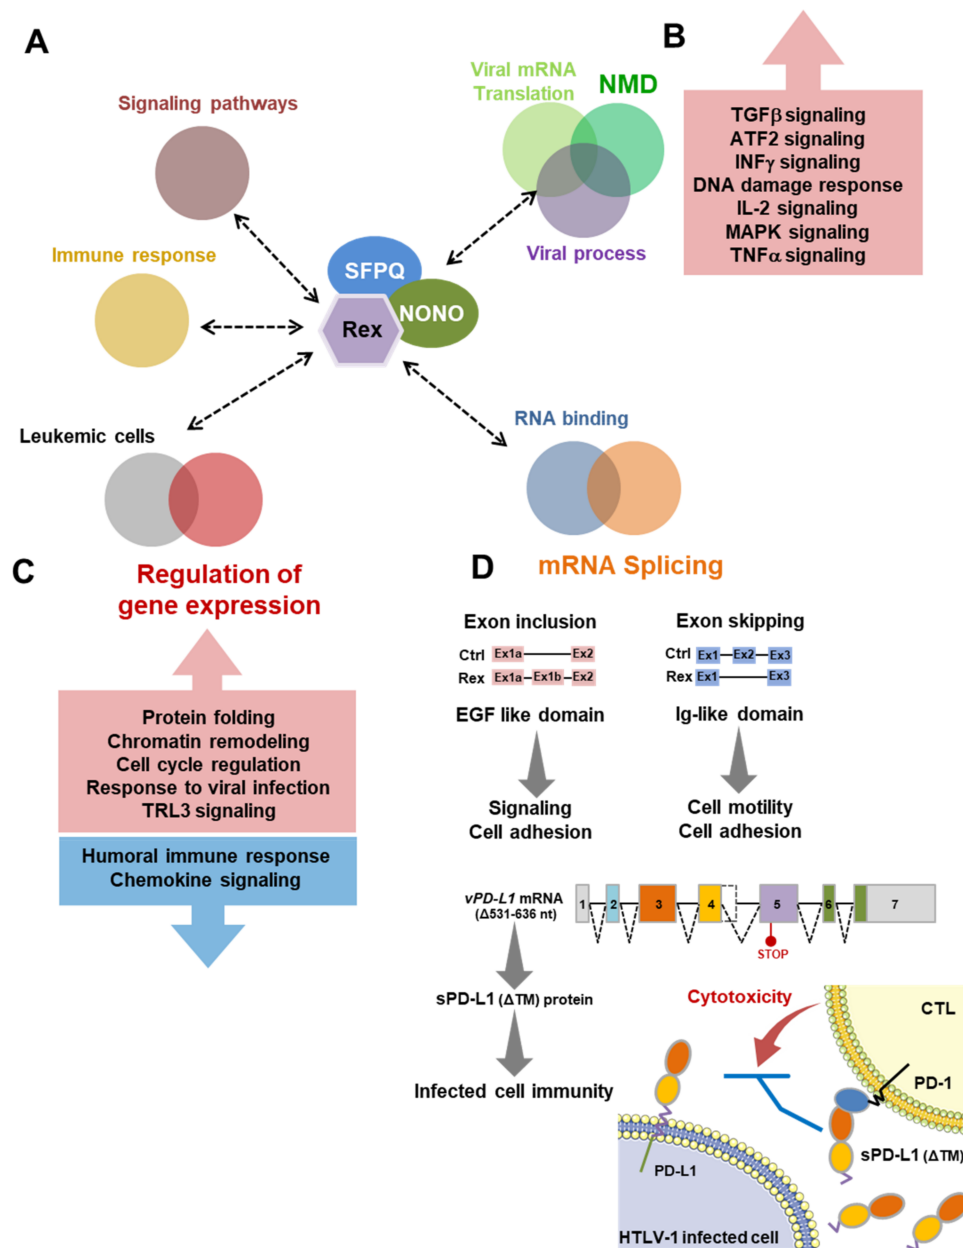 A
Signaling pathways
Viral mRNA
Translation
NMD
Immune response
Viral process
SFPQ
NONO
Rex
Leukemic cells
RNA binding
B
TGFβ signaling
ATF2 signaling
INFγ signaling
DNA damage response
IL-2 signaling
MAPK signaling
TNFα signaling
C
Regulation of
gene expression
Protein folding
Chromatin remodeling
Cell cycle regulation
Response to viral infection
TRL3 signaling
Humoral immune response
Chemokine signaling
D
mRNA Splicing
Exon inclusion
Ctrl Ex1a Ex2
Rex Ex1a Ex1b Ex2
EGF like domain
Signaling
Cell adhesion
Exon skipping
Ctrl Ex1 Ex2 Ex3
Rex Ex1 Ex3
Ig-like domain
Cell motility
Cell adhesion
vPD-L1 mRNA
(Δ531-636 nt)
1 2 3 4 5 6 7
STOP
sPD-L1 (ΔTM) protein
Infected cell immunity
Cytotoxicity
CTL
PD-1
sPD-L1 (ΔTM)
PD-L1
HTLV-1 infected cell